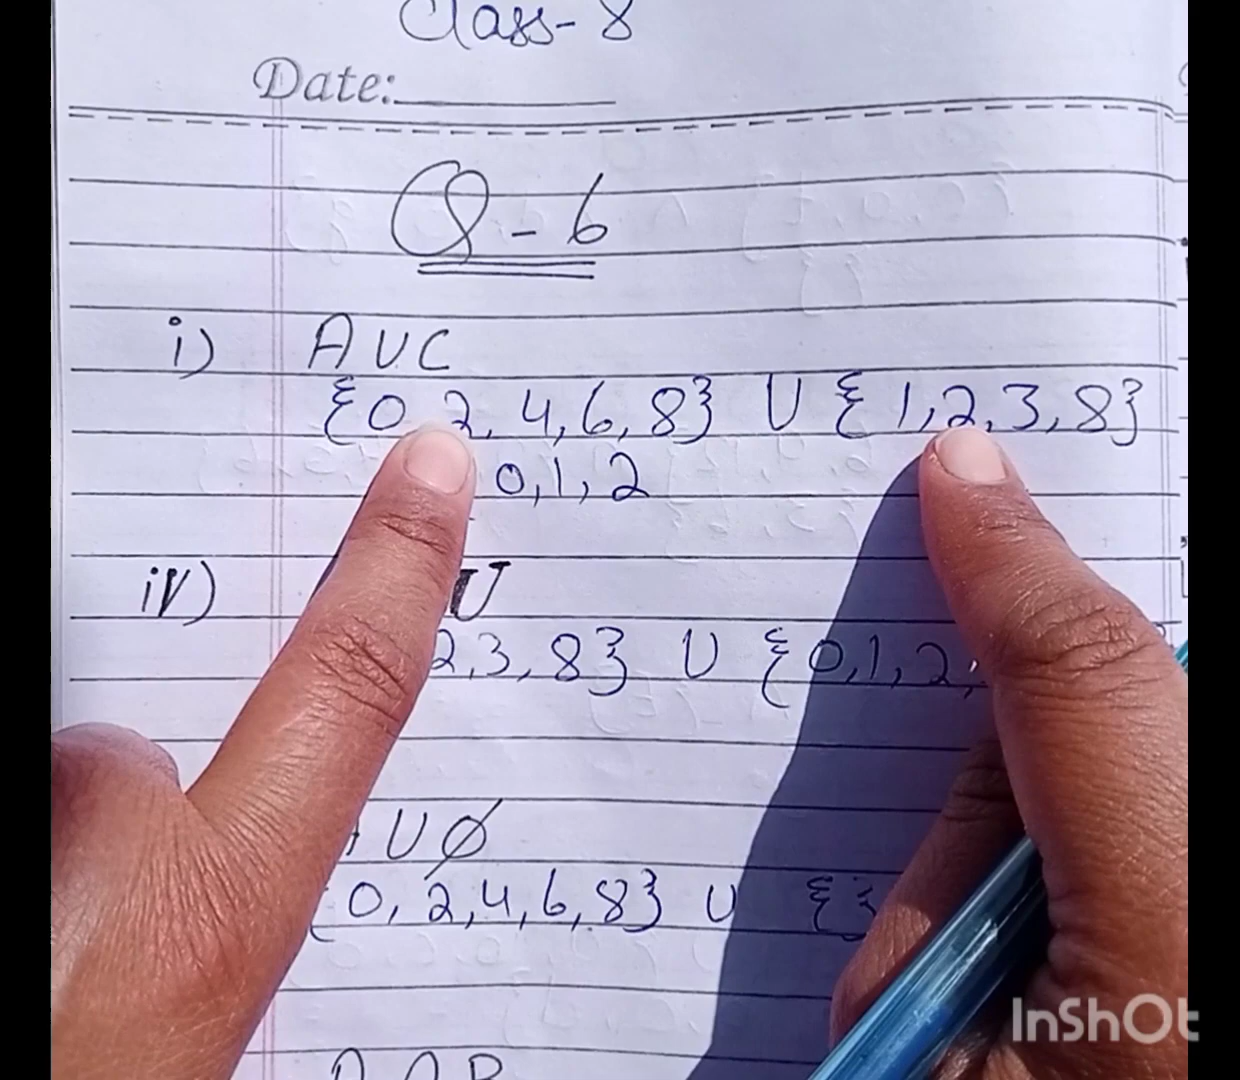 Class-8
Date:
Q-6
i) A U C
{0, 2, 4, 6, 8} U {1, 2, 3, 8}
0, 1, 2
iv) U
2, 3, 8} U {0, 1, 2,
U Ø
{0, 2, 4, 6, 8} U { }
InShOt